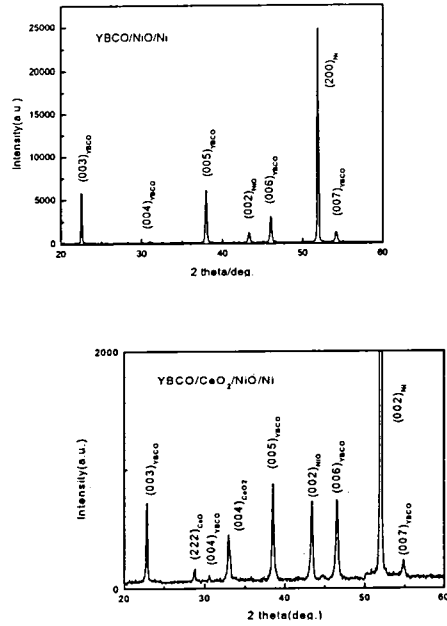 YBCO/NiO/Ni
25000
20000
15000
10000
5000
0
Intensity(a.u.)
(003)YBCO
(004)YBCO
(005)YBCO
(002)NiO
(006)YBCO
(200)Ni
(007)YBCO
20 30 40 50 60
2 theta/deg.
2000
0
YBCO/CeO2/NiO/Ni
Intensity(a.u.)
(003)YBCO
(222)CeO
(004)YBCO
(004)CeO2
(005)YBCO
(002)NiO
(006)YBCO
(002)Ni
(007)YBCO
20 30 40 50 60
2 theta(deg.)